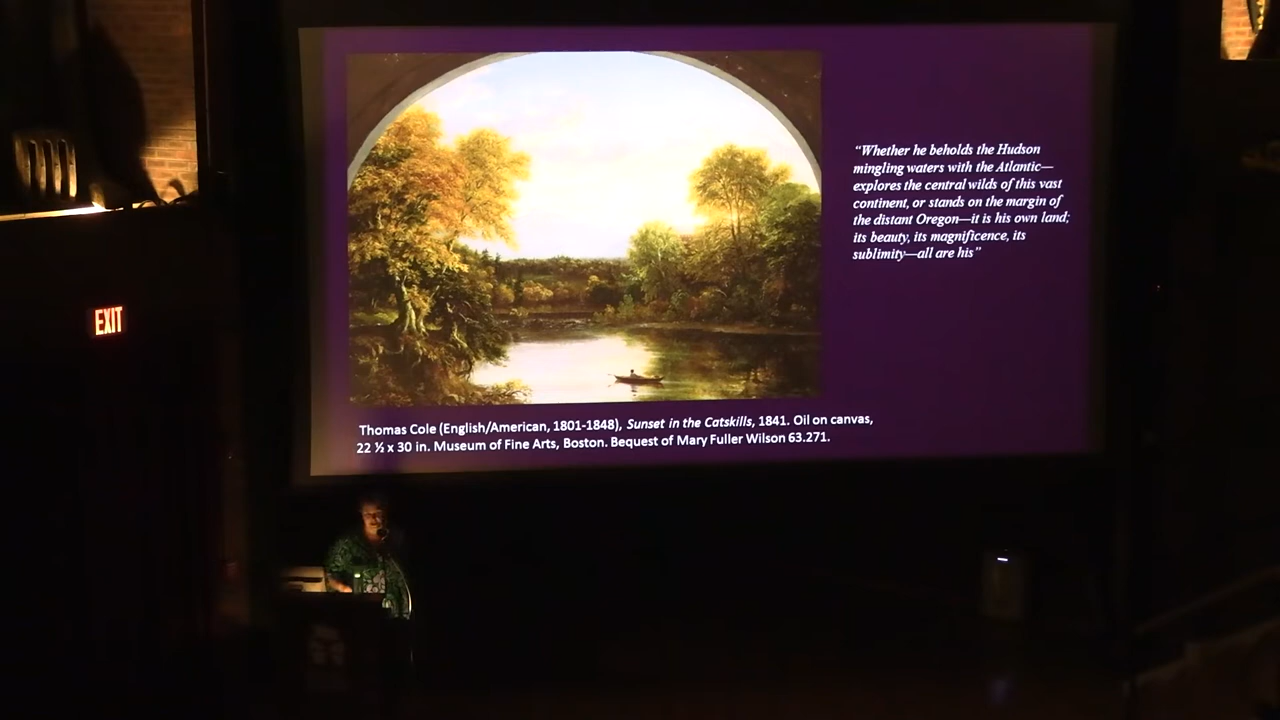 EXIT
“Whether he beholds the Hudson
mingling waters with the Atlantic—
explores the central wilds of this vast
continent, or stands on the margin of
the distant Oregon—it is his own land;
its beauty, its magnificence, its
sublimity—all are his”
Thomas Cole (English/American, 1801-1848), Sunset in the Catskills, 1841. Oil on canvas,
22 ½ x 30 in. Museum of Fine Arts, Boston. Bequest of Mary Fuller Wilson 63.271.